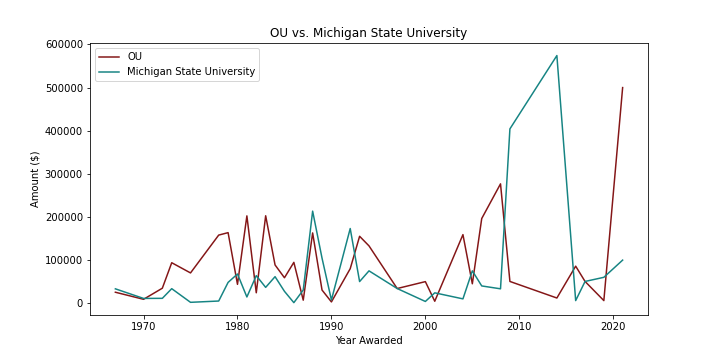 OU vs. Michigan State University
OU
Michigan State University
600000
500000
400000
300000
200000
100000
0
Amount ($)
1970 1980 1990 2000 2010 2020
Year Awarded